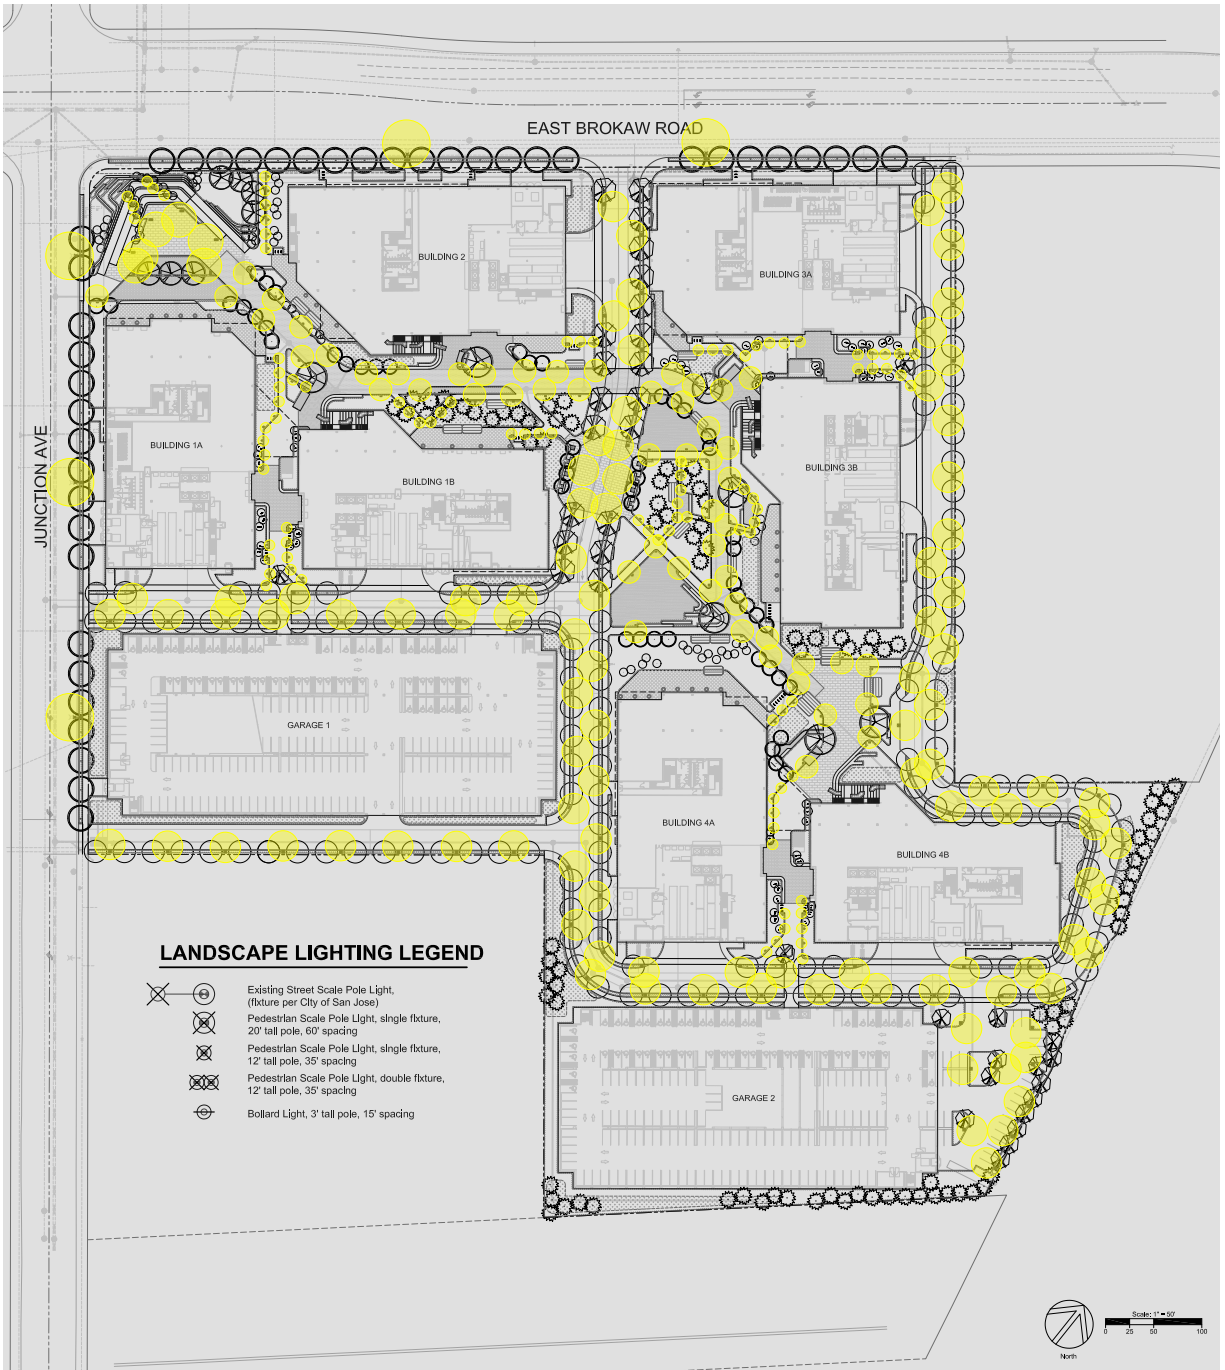 EAST BROKAW ROAD
BUILDING 2
BUILDING 3A
JUNCTION AVE
BUILDING 1A
BUILDING 1B
BUILDING 3B
GARAGE 1
BUILDING 4A
BUILDING 4B
LANDSCAPE LIGHTING LEGEND
Existing Street Scale Pole Light,
(fixture per City of San Jose)
Pedestrian Scale Pole Light, single fixture,
20' tall pole, 60' spacing
Pedestrian Scale Pole Light, single fixture,
12' tall pole, 35' spacing
Pedestrian Scale Pole Light, double fixture,
12' tall pole, 35' spacing
Bollard Light, 3' tall pole, 15' spacing
GARAGE 2
North
Scale: 1" = 50'
0 25 50 100